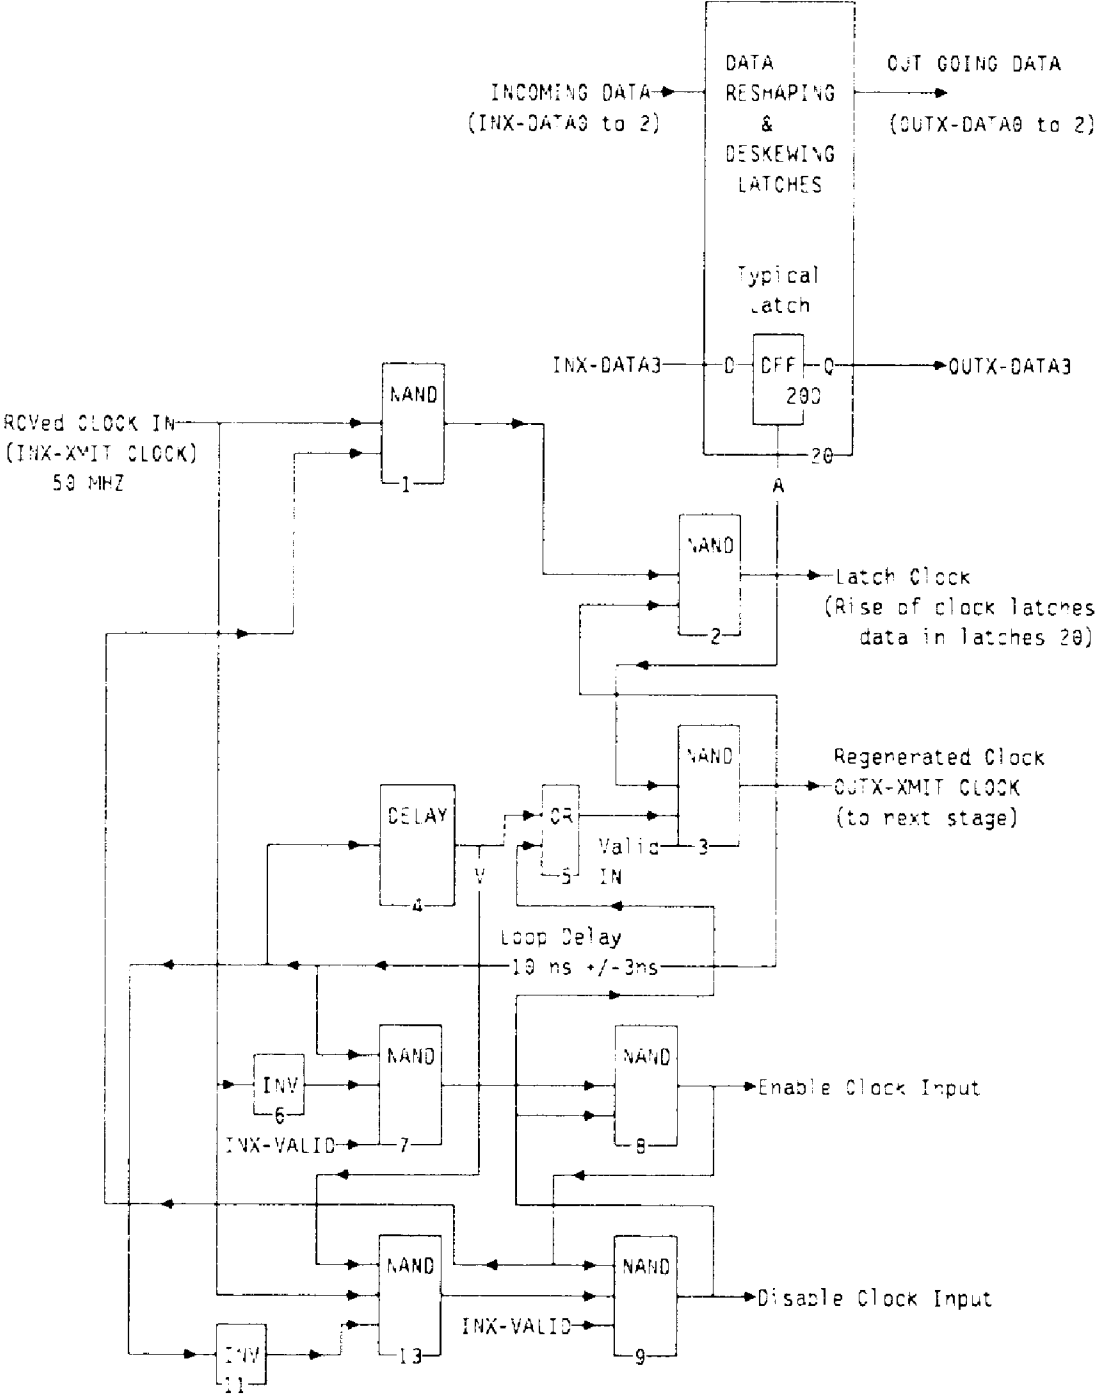 DATA
RESHAPING
&
DESKEWING
LATCHES
OUT GOING DATA
(OUTX-DATA0 to 2)
INCOMING DATA
(INX-DATA0 to 2)
Typical
Latch
INX-DATA3
D
DFF
Q
20D
OUTX-DATA3
20
A
NAND
1
RCVed CLOCK IN
(INX-XMIT CLOCK)
50 MHZ
NAND
2
Latch Clock
(Rise of clock latches
data in latches 20)
NAND
3
Regenerated Clock
OUTX-XMIT CLOCK
(to next stage)
DELAY
4
V
OR
5
Valid
IN
Loop Delay
10 ns +/-3ns
INV
6
NAND
7
INX-VALID
NAND
8
Enable Clock Input
NAND
13
NAND
9
INX-VALID
Disable Clock Input
INV
11